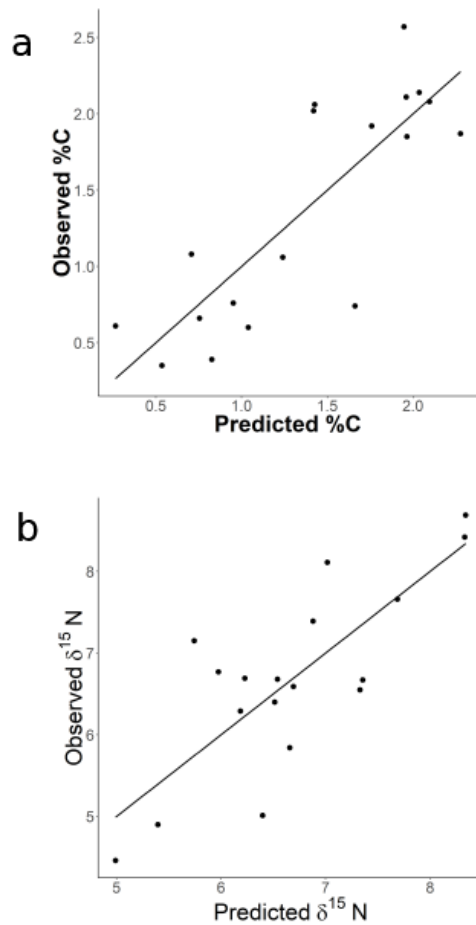 a
2.5
2.0
1.5
1.0
0.5
Observed %C
0.5 1.0 1.5 2.0
Predicted %C
b
8
7
6
5
Observed δ¹⁵ N
5 6 7 8
Predicted δ¹⁵ N